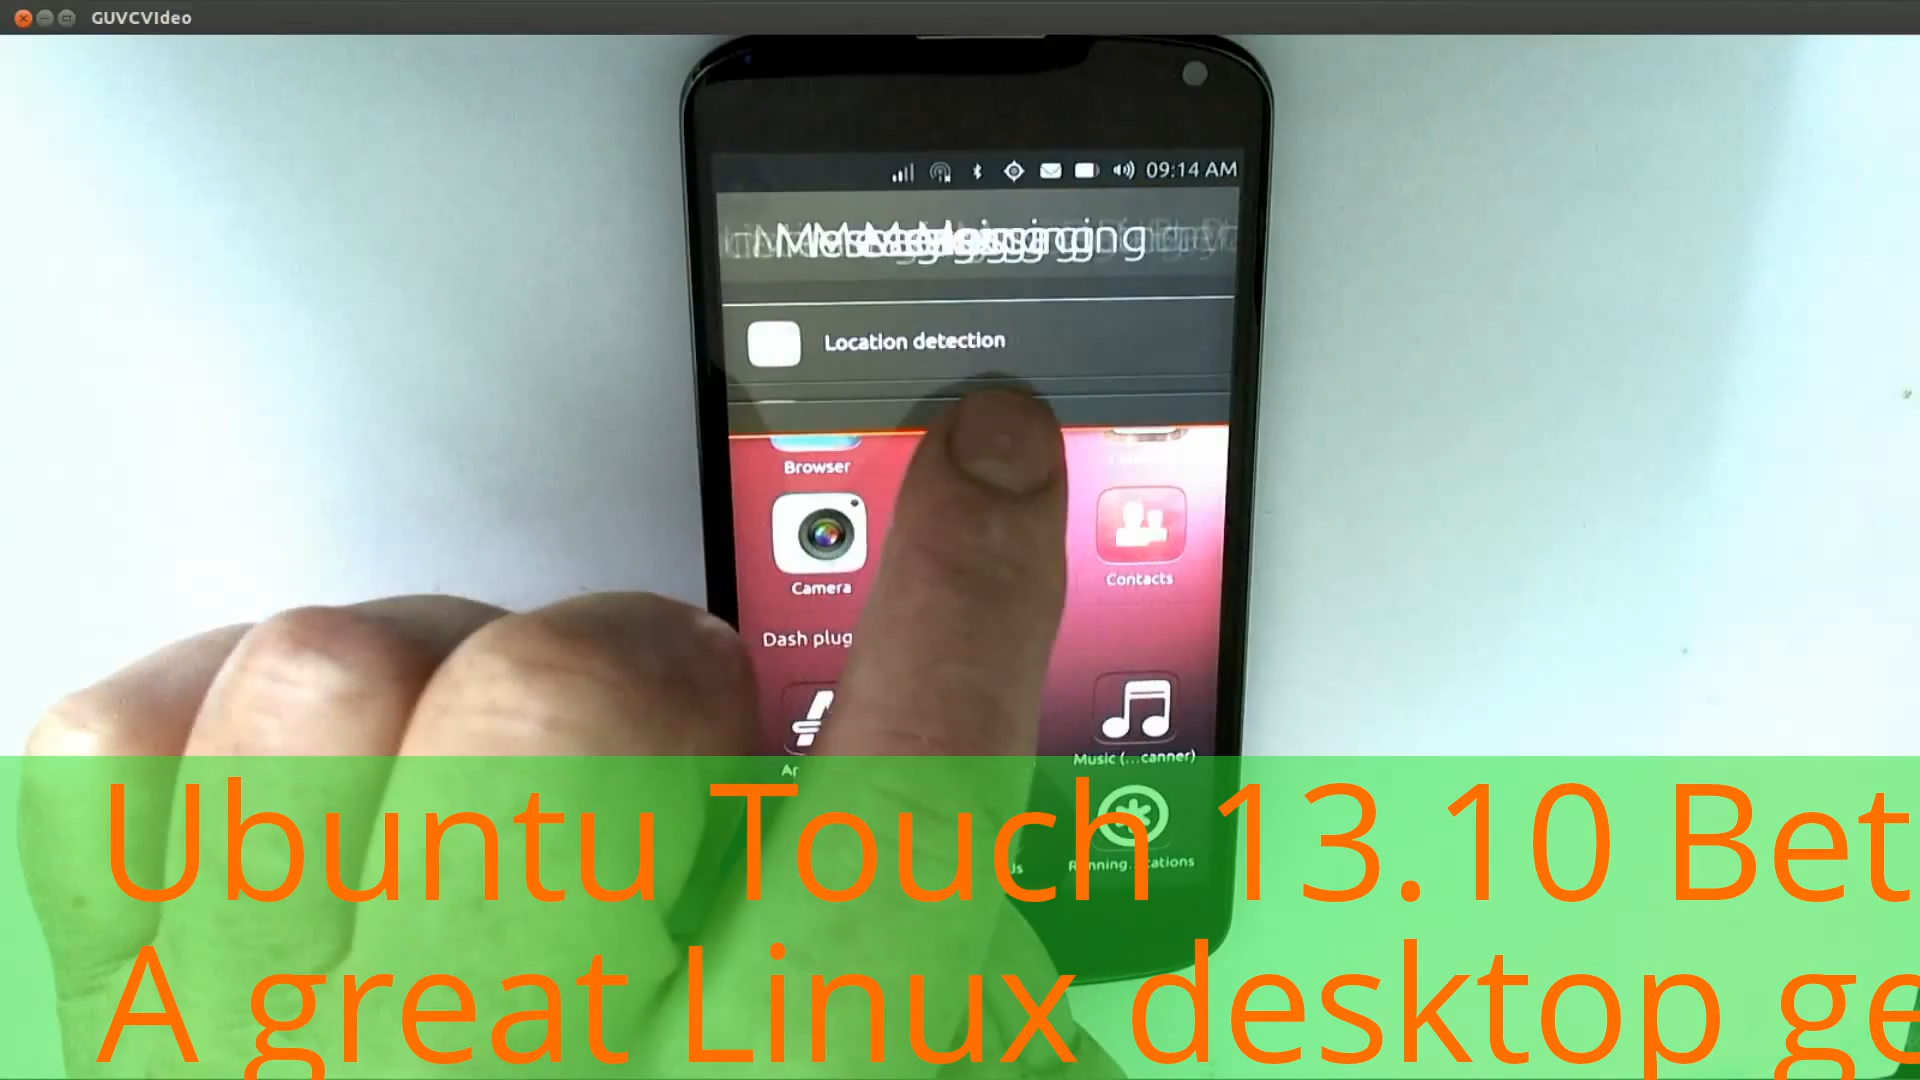 GUVCVideo
09:14 AM
Messaging
Location detection
Browser
Camera
Contacts
Dash plug
Music (...canner)
Ubuntu Touch 13.10 Bet
A great Linux desktop ge